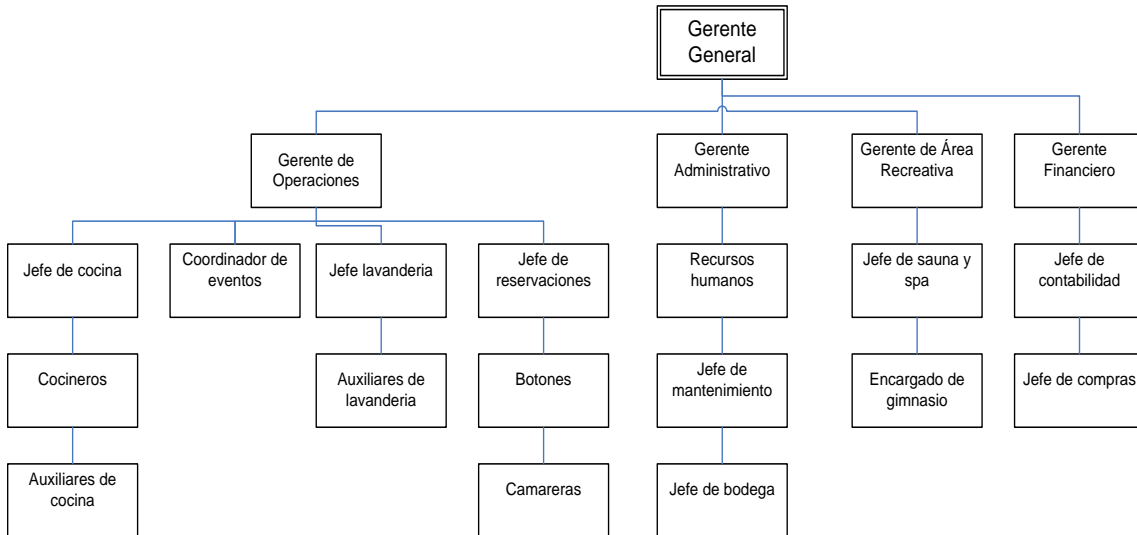 Gerente
General
Gerente de
Operaciones
Gerente
Administrativo
Gerente de Área
Recreativa
Gerente
Financiero
Jefe de cocina
Coordinador de
eventos
Jefe lavanderia
Jefe de
reservaciones
Recursos
humanos
Jefe de sauna y
spa
Jefe de
contabilidad
Cocineros
Auxiliares de
lavanderia
Botones
Jefe de
mantenimiento
Encargado de
gimnasio
Jefe de compras
Auxiliares de
cocina
Camareras
Jefe de bodega